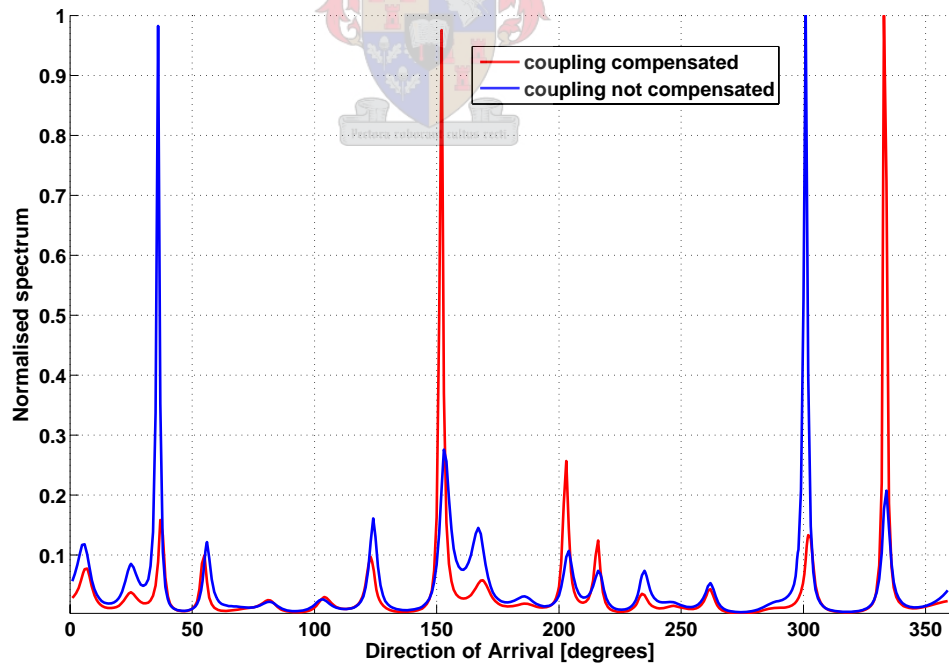 1
0.9
0.8
0.7
0.6
0.5
0.4
0.3
0.2
0.1
Normalised spectrum
coupling compensated
coupling not compensated
0 50 100 150 200 250 300 350
Direction of Arrival [degrees]